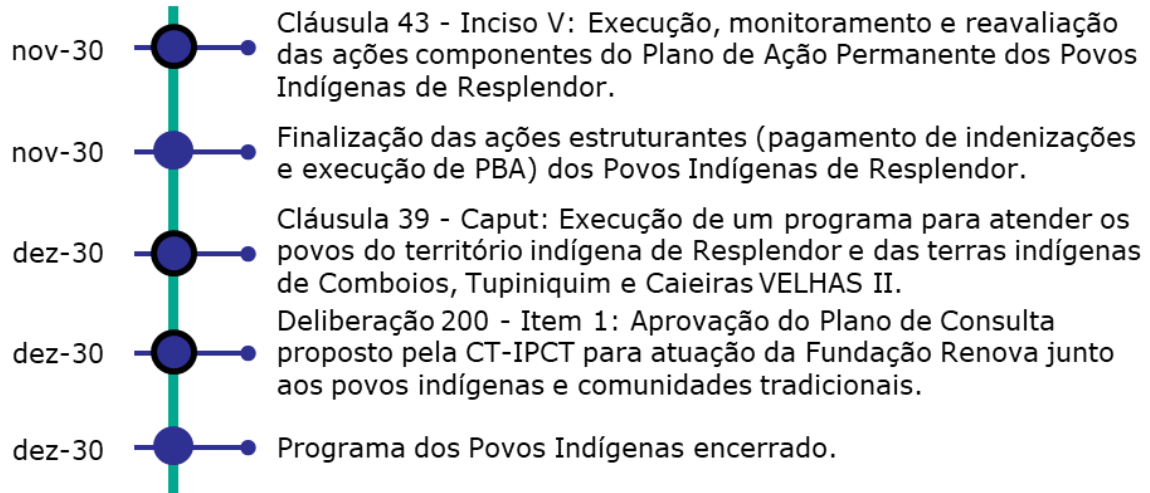 Cláusula 43 - Inciso V: Execução, monitoramento e reavaliação
nov-30
das ações componentes do Plano de Ação Permanente dos Povos
Indígenas de Resplendor.
Finalização das ações estruturantes (pagamento de indenizações
nov-30
e execução de PBA) dos Povos Indígenas de Resplendor.
Cláusula 39 - Caput: Execução de um programa para atender os
dez-30
povos do território indígena de Resplendor e das terras indígenas
de Comboios, Tupiniquim e Caieiras VELHAS II.
Deliberação 200 - Item 1: Aprovação do Plano de Consulta
dez-30
proposto pela CT-IPCT para atuação da Fundação Renova junto
aos povos indígenas e comunidades tradicionais.
dez-30
Programa dos Povos Indígenas encerrado.